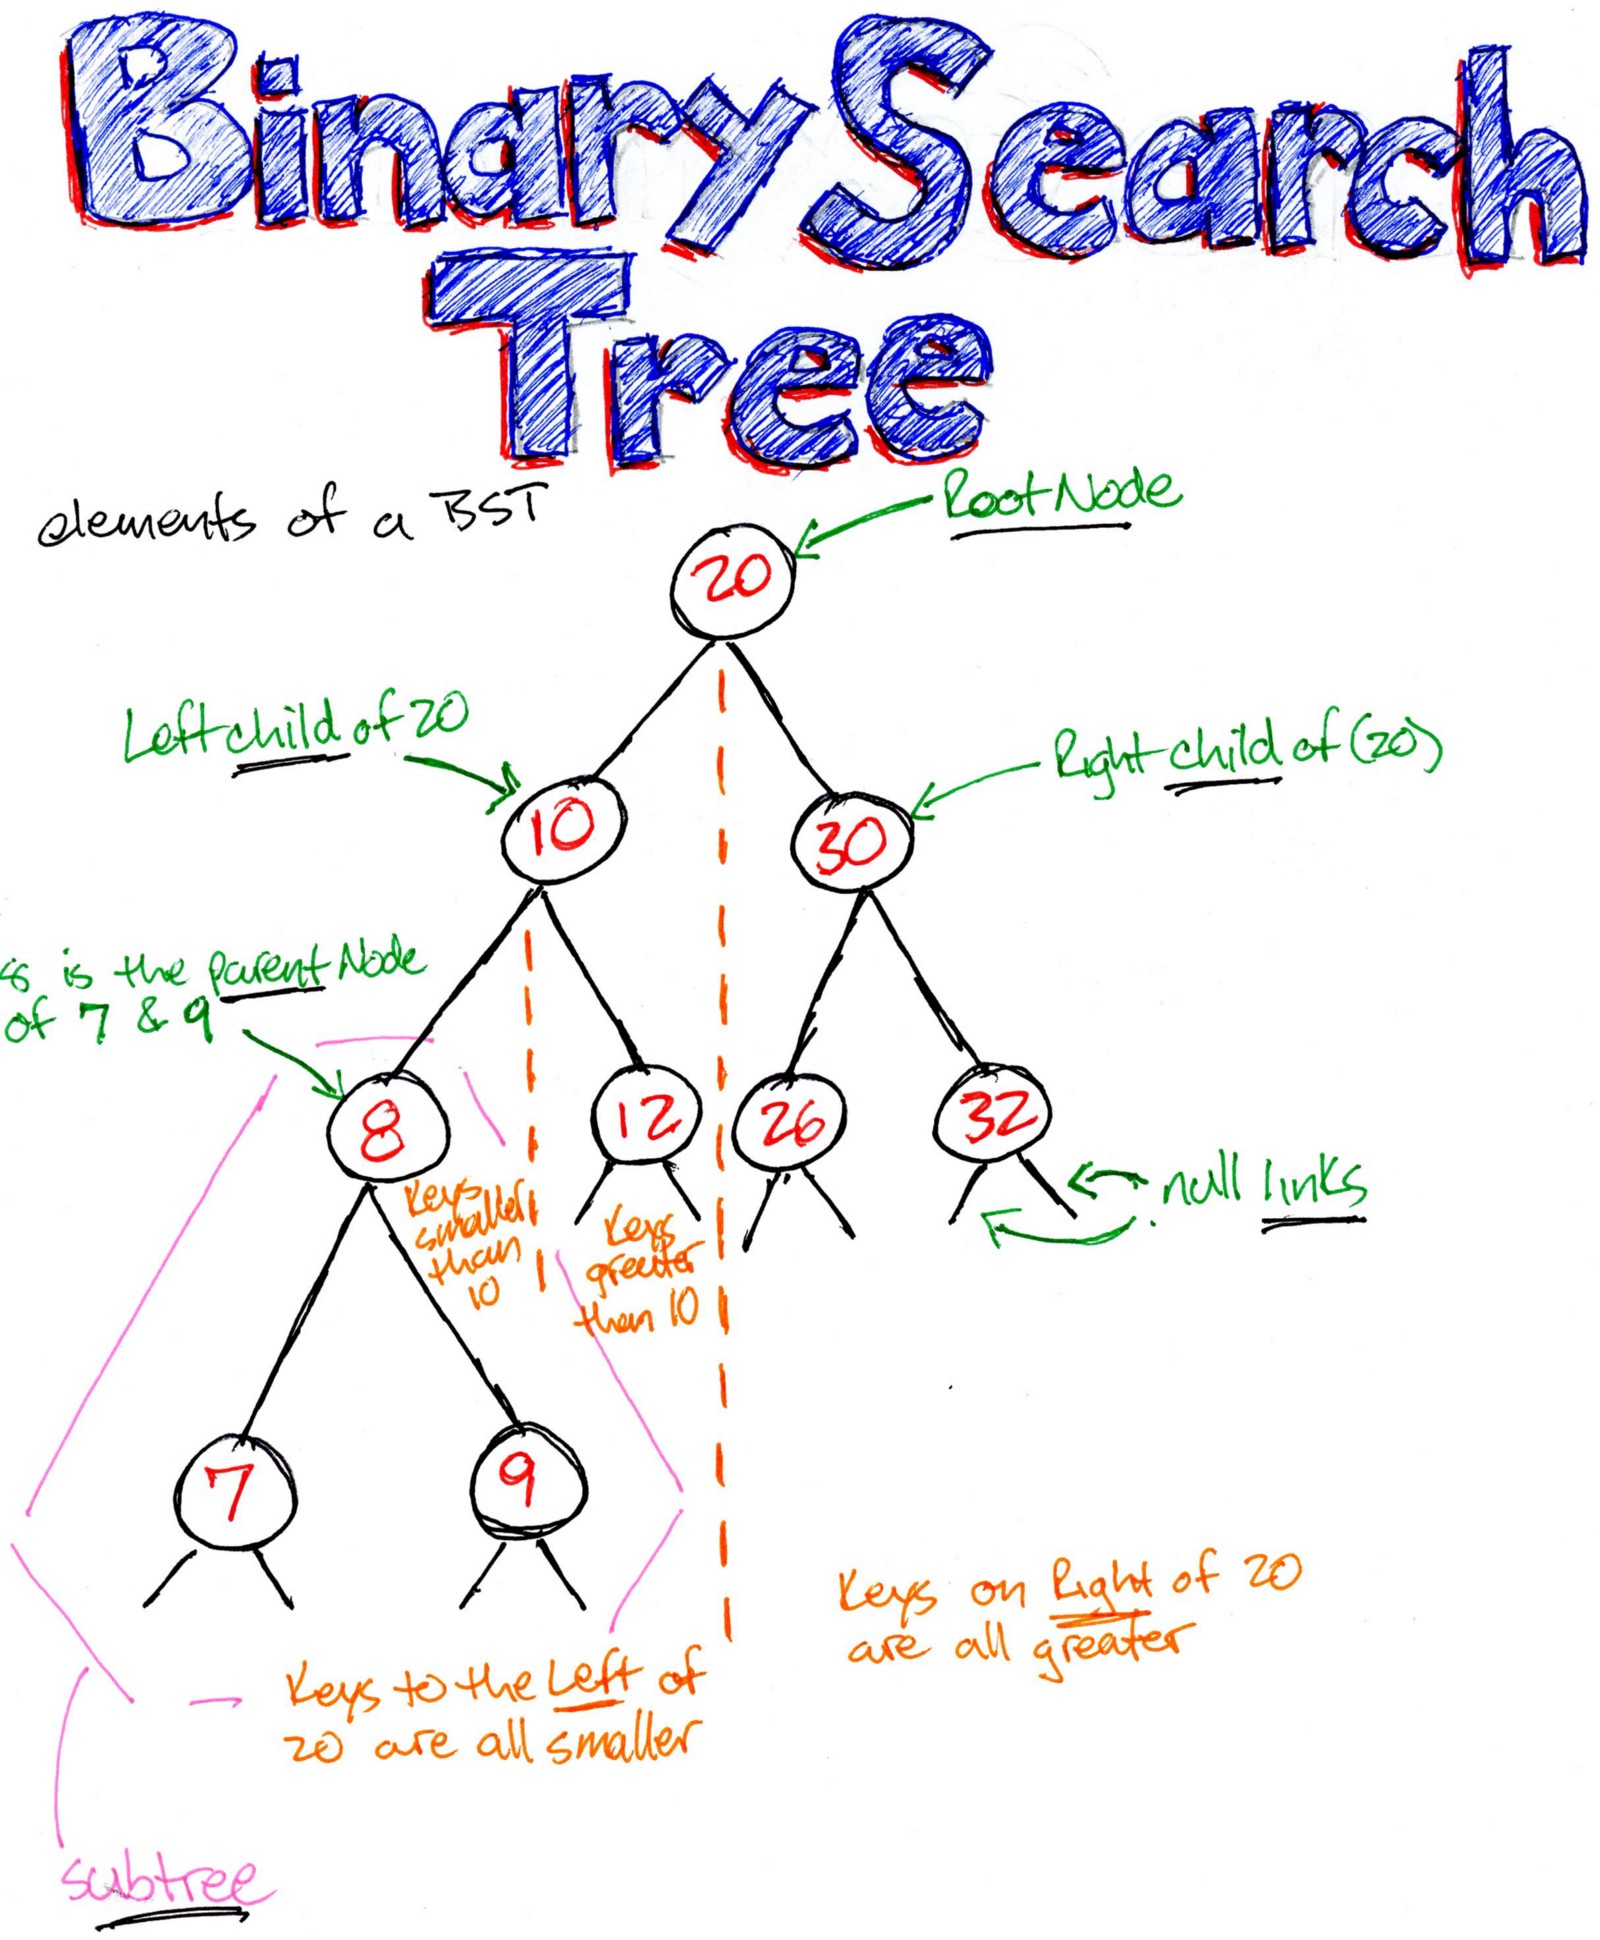 Binary Search
Tree
elements of a BST
Root Node
20
Left child of 20
Right child of (20)
10
30
8 is the parent Node
of 7 & 9
8
12
26
32
Keys
smaller
than
10
Keys
greater
than 10
null links
7
9
Keys on Right of 20
are all greater
Keys to the Left of
20 are all smaller
subtree